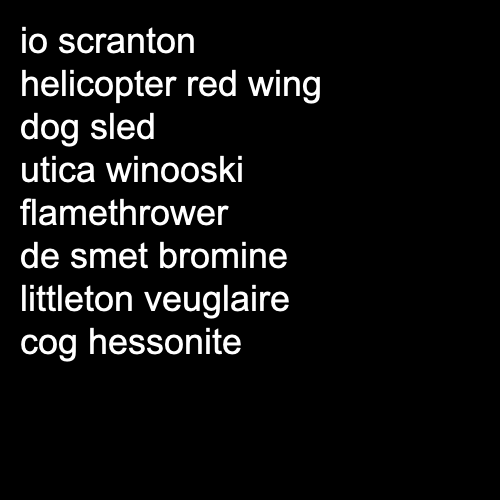 io scranton
helicopter red wing
dog sled
utica winooski
flamethrower
de smet bromine
littleton veuglaire
cog hessonite